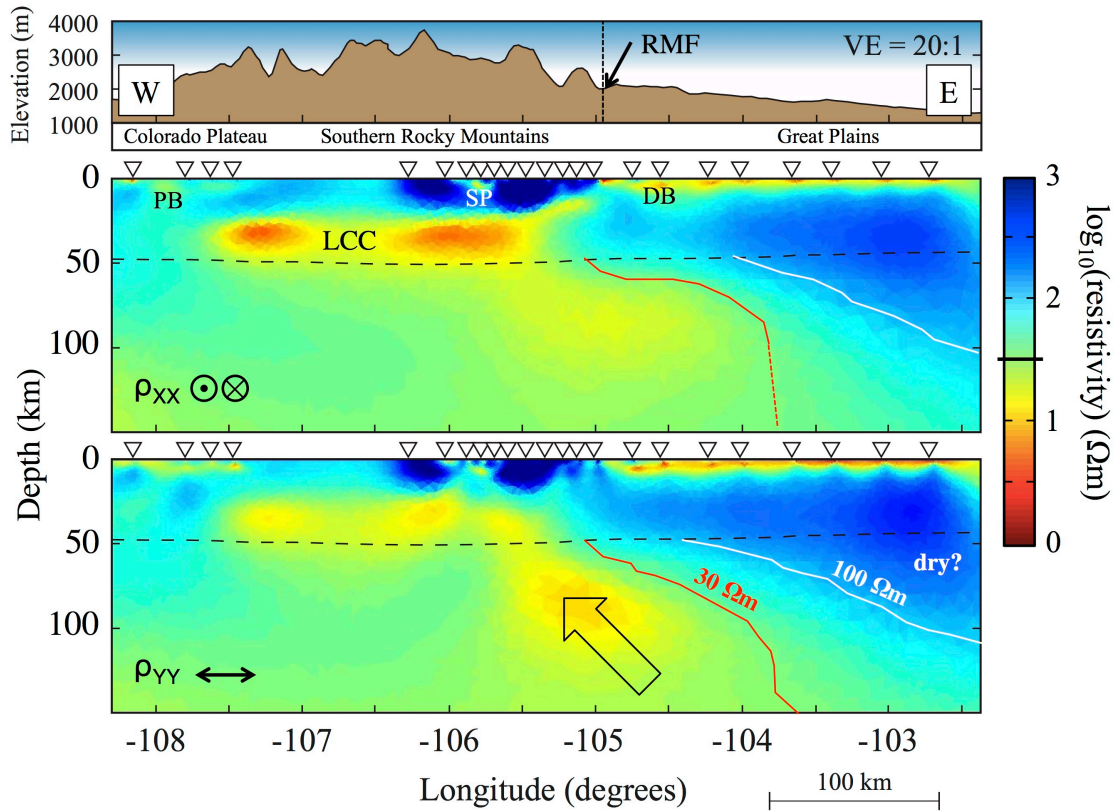 Elevation (m)
4000
3000
2000
1000
W
RMF
VE = 20:1
E
Colorado Plateau
Southern Rocky Mountains
Great Plains
Depth (km)
0
50
100
PB
SP
DB
LCC
ρXX
0
50
100
dry?
30 Ωm
100 Ωm
ρYY
-108
-107
-106
-105
-104
-103
Longitude (degrees)
100 km
3
2
1
0
log10(resistivity) (Ωm)